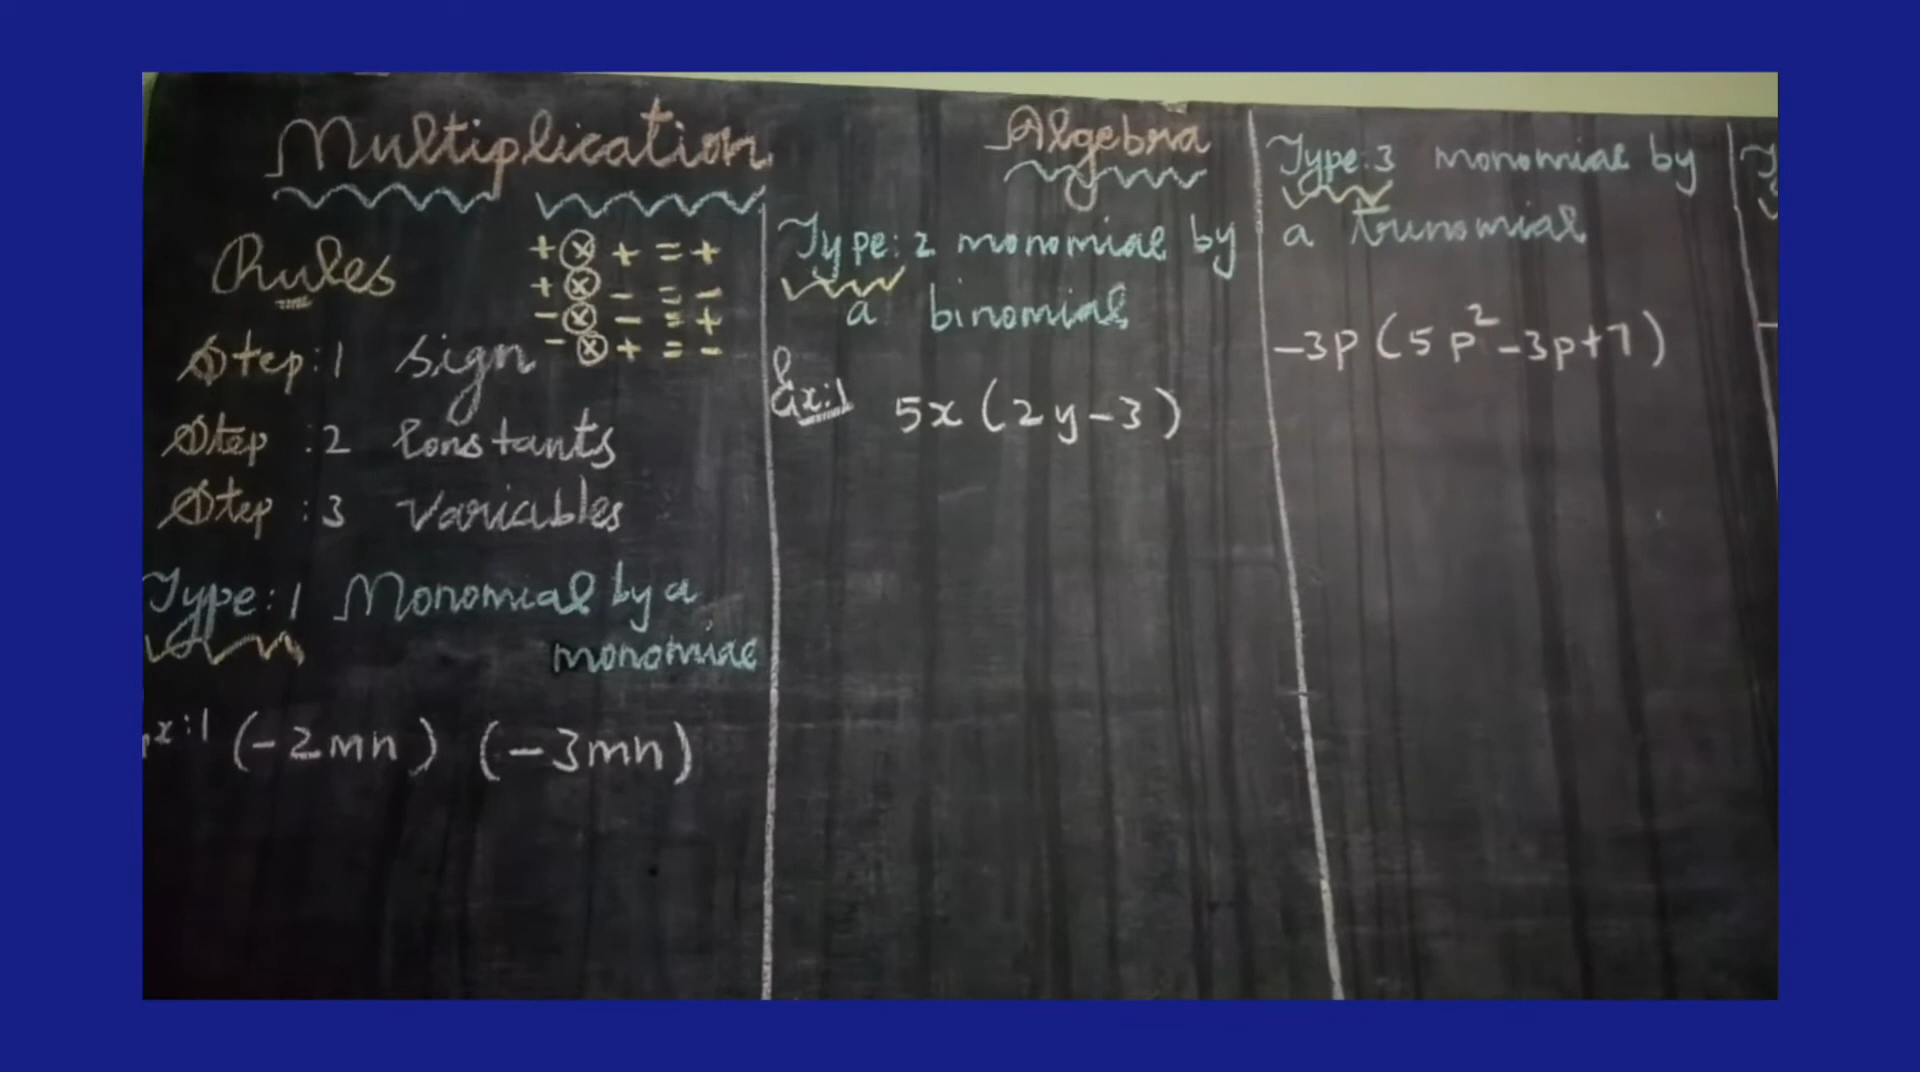 Multiplication Algebra
Rules
+ ⊗ + = +
+ ⊗ - = -
- ⊗ - = +
- ⊗ + = -
Step:1 Sign
Step :2 Constants
Step :3 Variables
Type:1 Monomial by a
monomial
x:1 (-2mn) (-3mn)
Type:2 monomial by
a binomial
Ex:1 5x(2y-3)
Type:3 monomial by
a trinomial
-3p(5p²-3p+7)